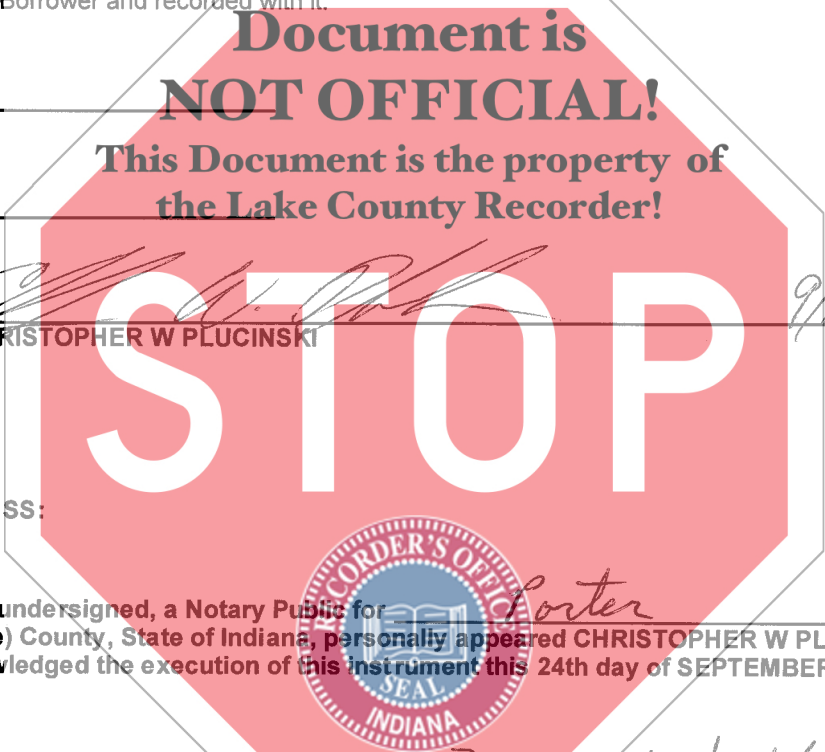 Borrower and recorded with it.
Document is
NOT OFFICIAL!
This Document is the property of
the Lake County Recorder!
RISTOPHER W PLUCINSKI
STOP
SS:
RECORDER'S OFFIC
undersigned, a Notary Public for Porter
e) County, State of Indiana, personally appeared CHRISTOPHER W PL
wledged the execution of this instrument this 24th day of SEPTEMBER
SEAL
INDIANA